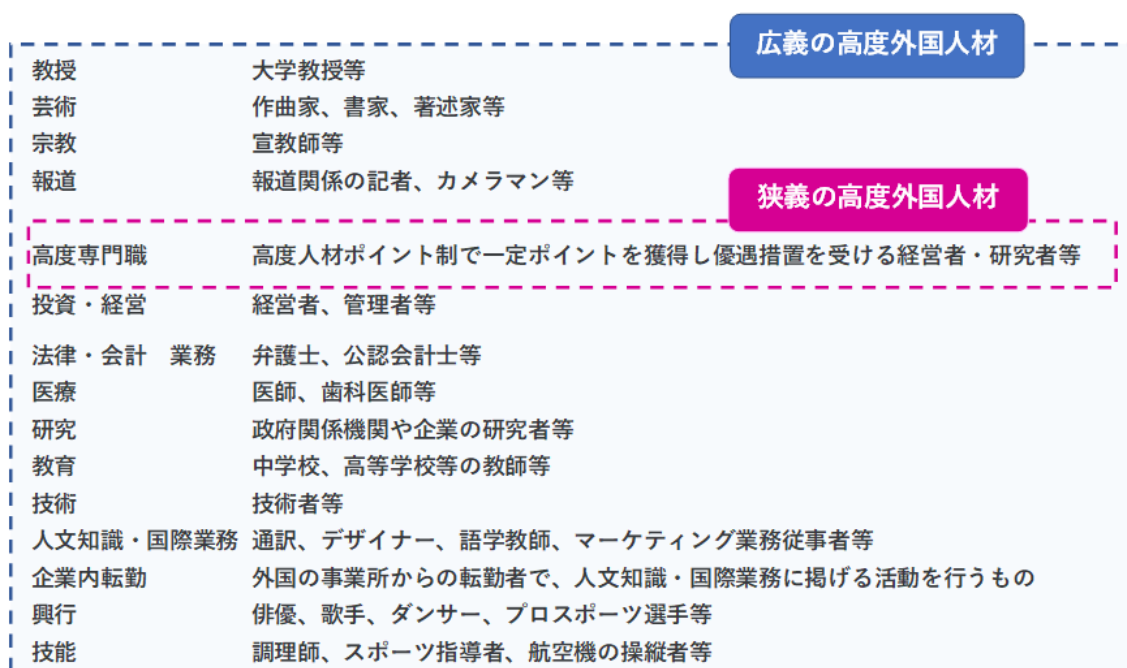 広義の高度外国人材
教授 大学教授等
芸術 作曲家、書家、著述家等
宗教 宣教師等
報道 報道関係の記者、カメラマン等
狭義の高度外国人材
高度専門職 高度人材ポイント制で一定ポイントを獲得し優遇措置を受ける経営者・研究者等
投資・経営 経営者、管理者等
法律・会計　業務 弁護士、公認会計士等
医療 医師、歯科医師等
研究 政府関係機関や企業の研究者等
教育 中学校、高等学校等の教師等
技術 技術者等
人文知識・国際業務 通訳、デザイナー、語学教師、マーケティング業務従事者等
企業内転勤 外国の事業所からの転勤者で、人文知識・国際業務に掲げる活動を行うもの
興行 俳優、歌手、ダンサー、プロスポーツ選手等
技能 調理師、スポーツ指導者、航空機の操縦者等